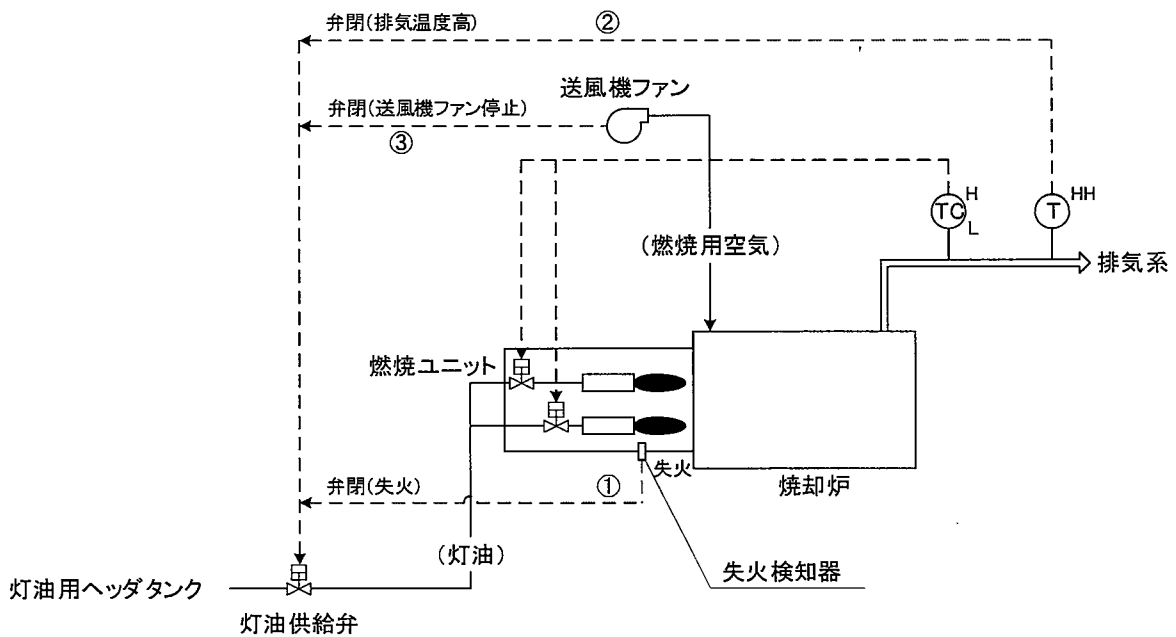 弁閉(排気温度高)
②
送風機ファン
弁閉(送風機ファン停止)
③
TC
H
L
T
HH
(燃焼用空気)
排気系
燃焼ユニット
失火
弁閉(失火)
①
焼却炉
(灯油)
失火検知器
灯油用ヘッダタンク
灯油供給弁